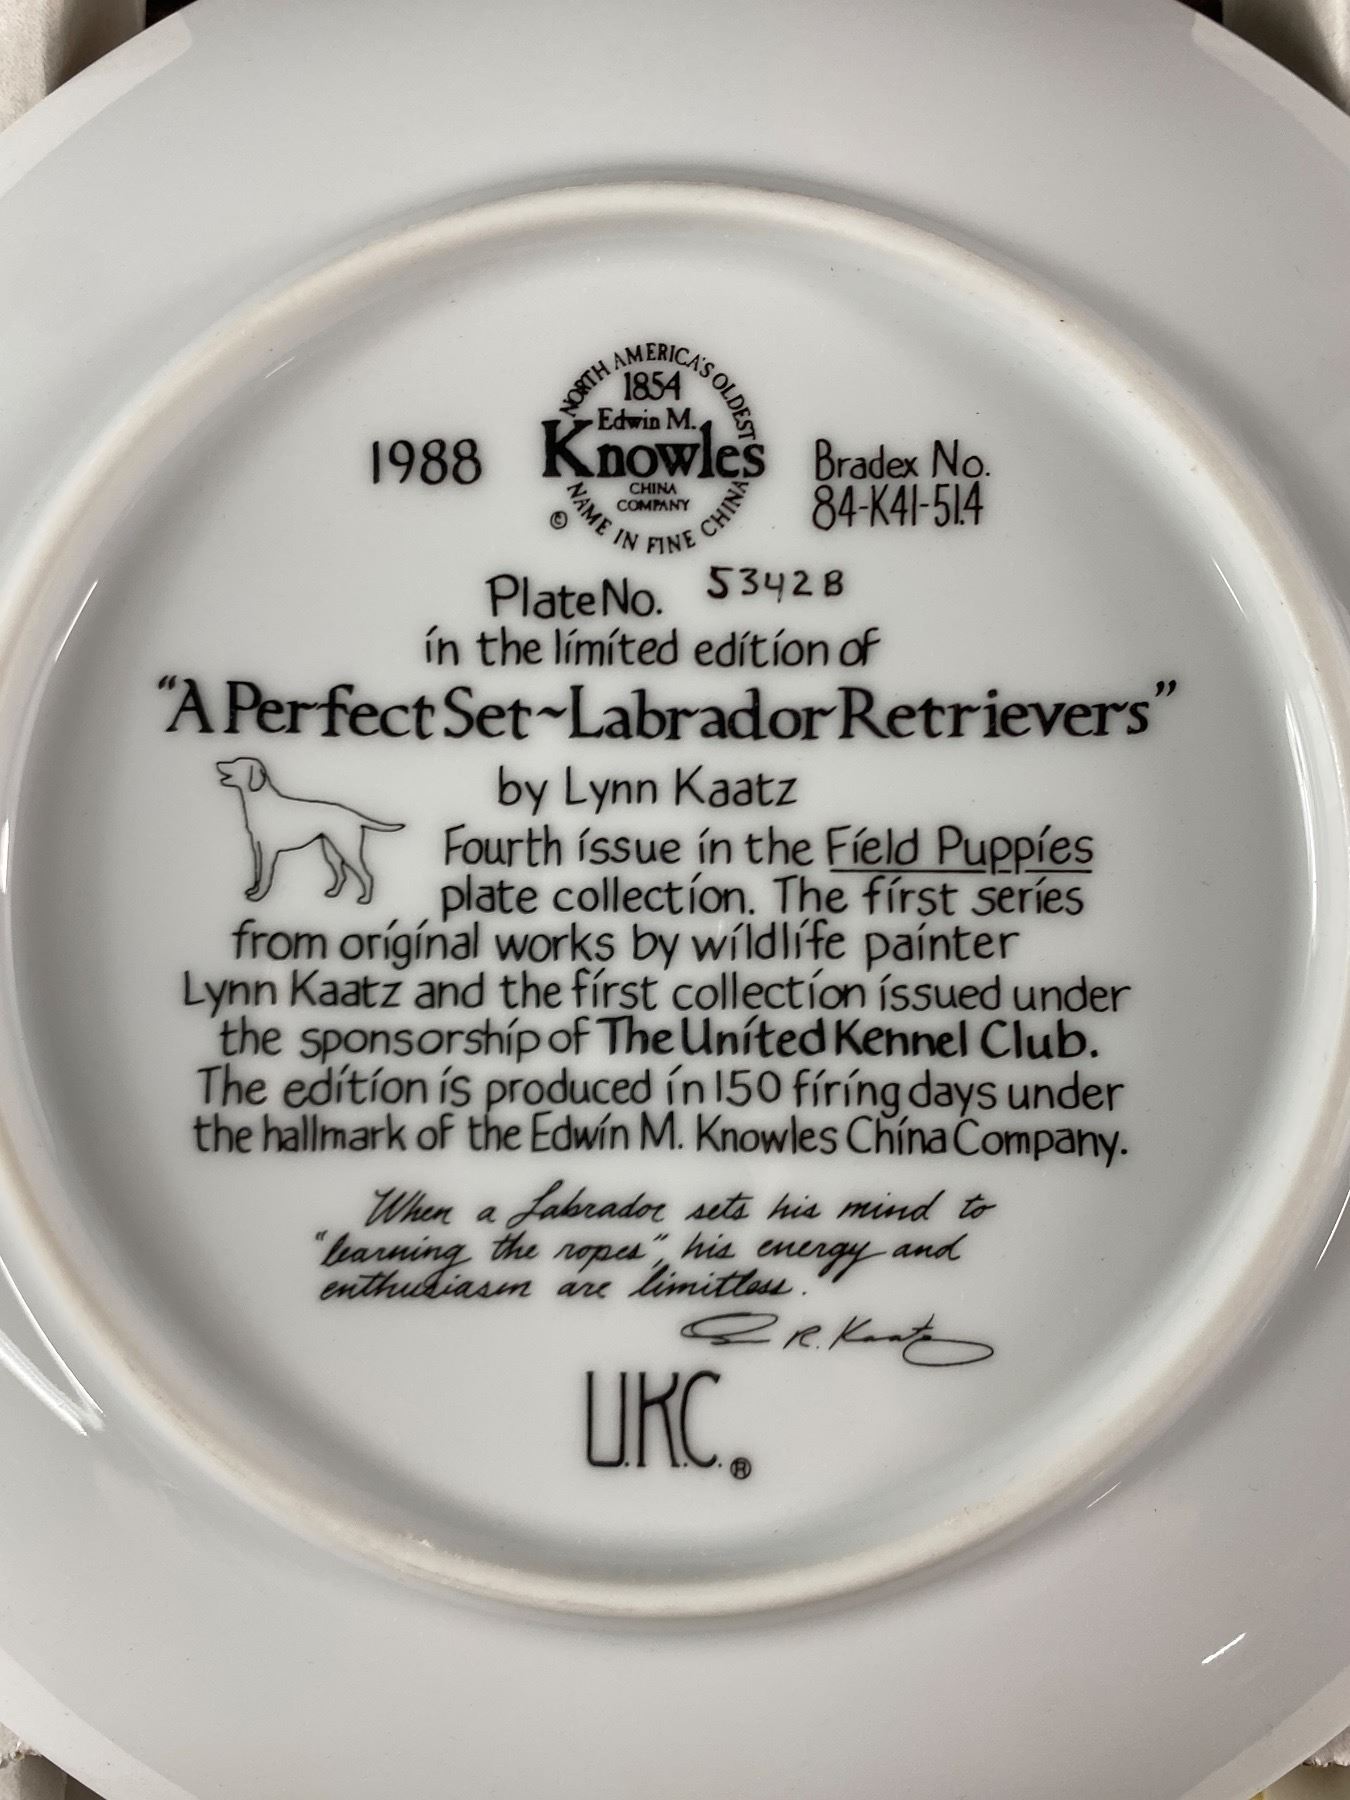 NORTH AMERICA'S OLDEST
1854
Edwin M.
1988 Knowles Bradex No.
CHINA
COMPANY
84-K41-51.4
© NAME IN FINE CHINA
Plate No. 5342B
in the limited edition of
“A Perfect Set~Labrador Retrievers”
by Lynn Kaatz
Fourth issue in the Field Puppies
plate collection. The first series
from original works by wildlife painter
Lynn Kaatz and the first collection issued under
the sponsorship of The United Kennel Club.
The edition is produced in 150 firing days under
the hallmark of the Edwin M. Knowles China Company.
When a Labrador sets his mind to
“learning the ropes”, his energy and
enthusiasm are limitless.
R. Kaatz
U.K.C.®